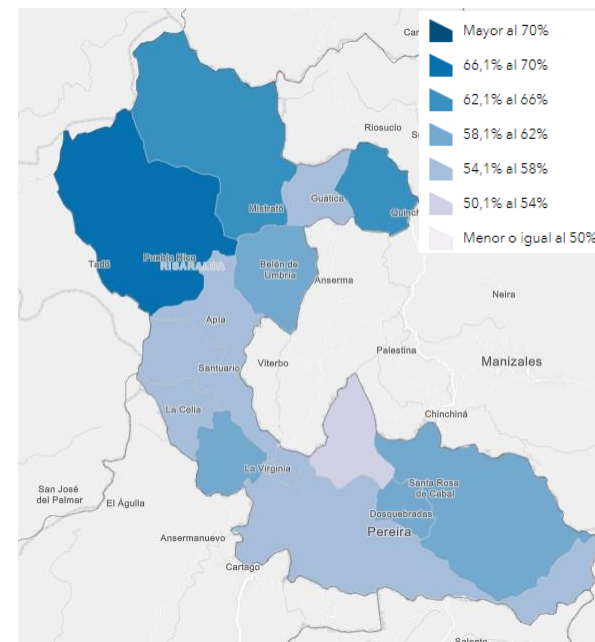 Mayor al 70%
66,1% al 70%
62,1% al 66%
58,1% al 62%
54,1% al 58%
50,1% al 54%
Menor o igual al 50%
Riosucio
Guática
Mistrató
Quinch
Tadó
Pueblo Rico
RISARALDA
Belén de
Umbría
Anserma
Neira
Apía
Palestina
Manizales
Santuario
Viterbo
La Celia
Chinchiná
La Virginia
Santa Rosa
de Cabal
San José
del Palmar
El Águila
Dosquebradas
Pereira
Ansermanuevo
Cartago